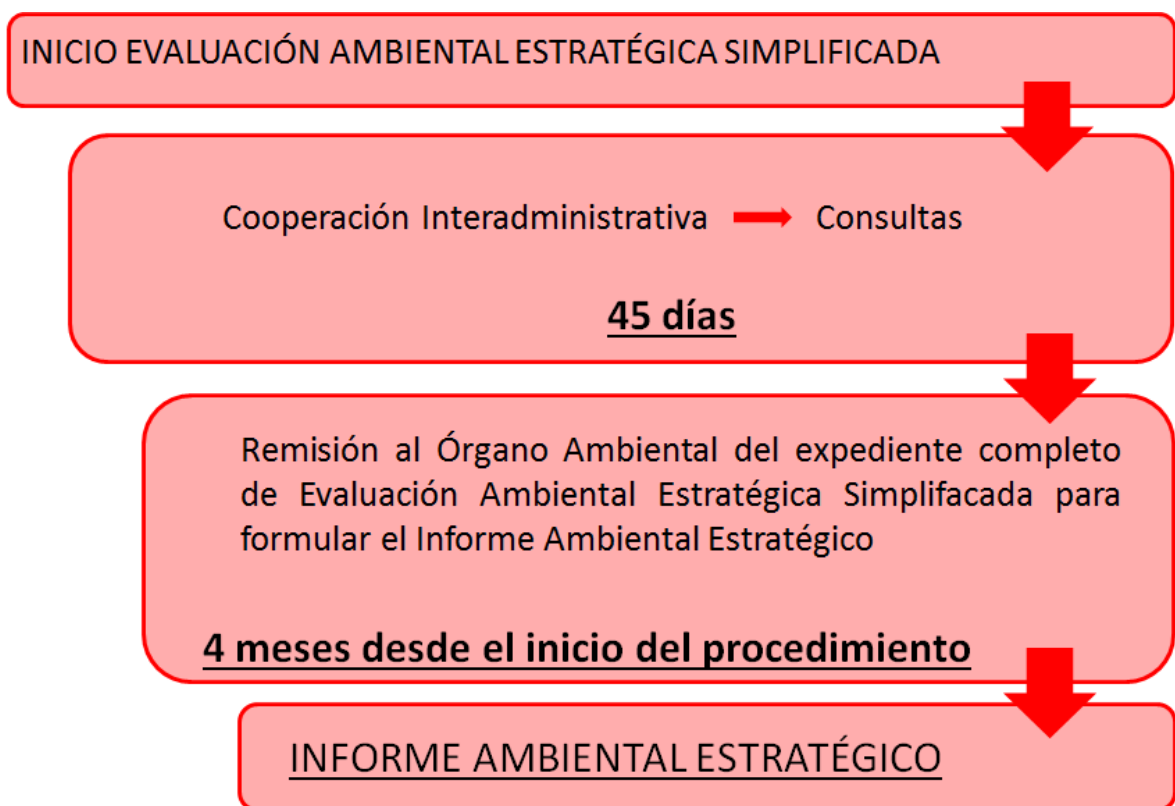 INICIO EVALUACIÓN AMBIENTAL ESTRATÉGICA SIMPLIFICADA
Cooperación Interadministrativa Consultas
45 días
Remisión al Órgano Ambiental del expediente completo
de Evaluación Ambiental Estratégica Simplifacada para
formular el Informe Ambiental Estratégico
4 meses desde el inicio del procedimiento
INFORME AMBIENTAL ESTRATÉGICO